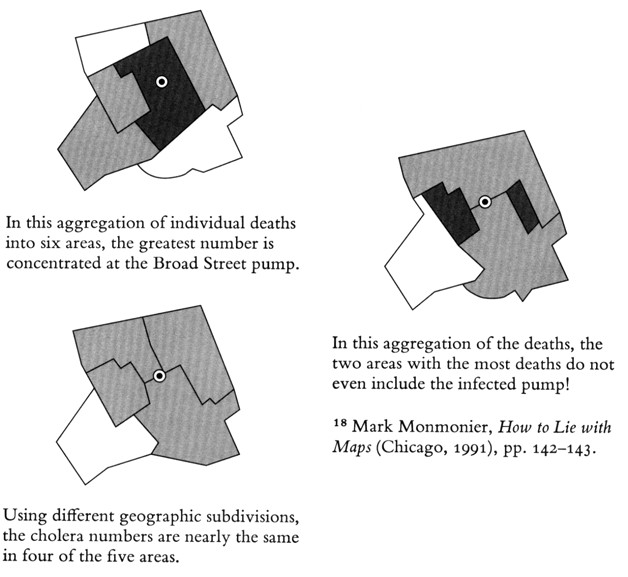 In this aggregation of individual deaths
into six areas, the greatest number is
concentrated at the Broad Street pump.
Using different geographic subdivisions,
the cholera numbers are nearly the same
in four of the five areas.
In this aggregation of the deaths, the
two areas with the most deaths do not
even include the infected pump!
18 Mark Monmonier, How to Lie with
Maps (Chicago, 1991), pp. 142–143.